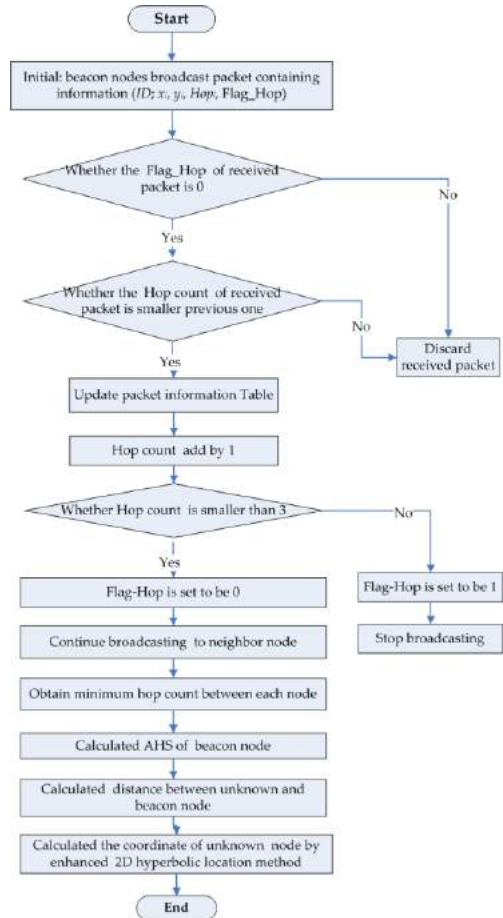 Start
Initial: beacon nodes broadcast packet containing
information (ID; xᵢ, yᵢ, Hopᵢ, Flag_Hop)
Whether the Flag_Hop of received
packet is 0
No
Yes
Whether the Hop count of received
packet is smaller previous one
No
Discard
received packet
Yes
Update packet information Table
Hop count add by 1
Whether Hop count is smaller than 3
No
Yes
Flag-Hop is set to be 0
Flag-Hop is set to be 1
Continue broadcasting to neighbor node
Stop broadcasting
Obtain minimum hop count between each node
Calculated AHS of beacon node
Calculated distance between unknown and
beacon node
Calculated the coordinate of unknown node by
enhanced 2D hyperbolic location method
End